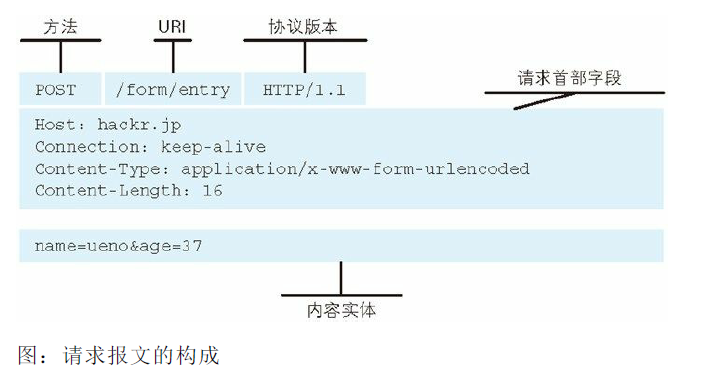 方法 URI 协议版本
请求首部字段
POST /form/entry HTTP/1.1
Host: hackr.jp
Connection: keep-alive
Content-Type: application/x-www-form-urlencoded
Content-Length: 16
name=ueno&age=37
内容实体
图：请求报文的构成